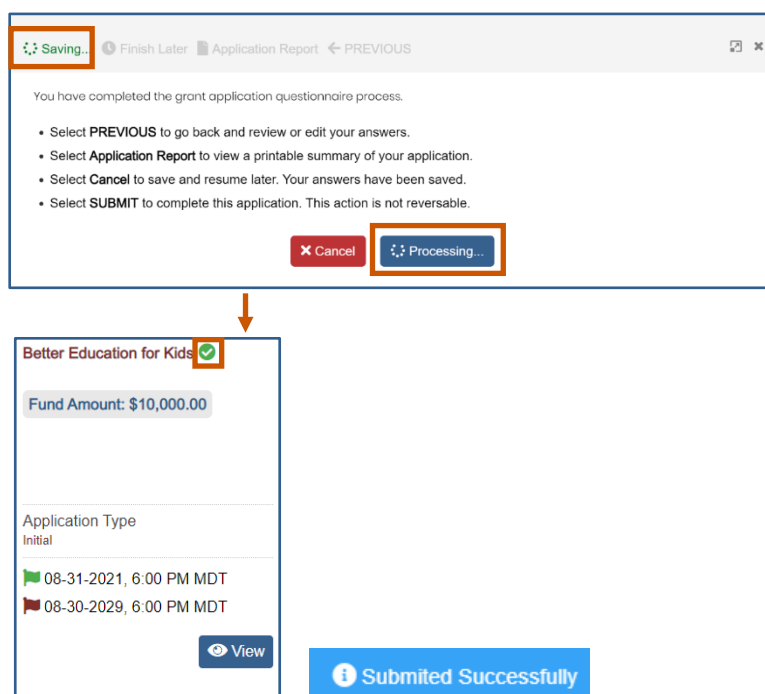 Saving.. Finish Later Application Report PREVIOUS
You have completed the grant application questionnaire process.
Select PREVIOUS to go back and review or edit your answers.
Select Application Report to view a printable summary of your application.
Select Cancel to save and resume later. Your answers have been saved.
Select SUBMIT to complete this application. This action is not reversable.
Cancel Processing...
Better Education for Kids
Fund Amount: $10,000.00
Application Type
Initial
08-31-2021, 6:00 PM MDT
08-30-2029, 6:00 PM MDT
View
Submited Successfully